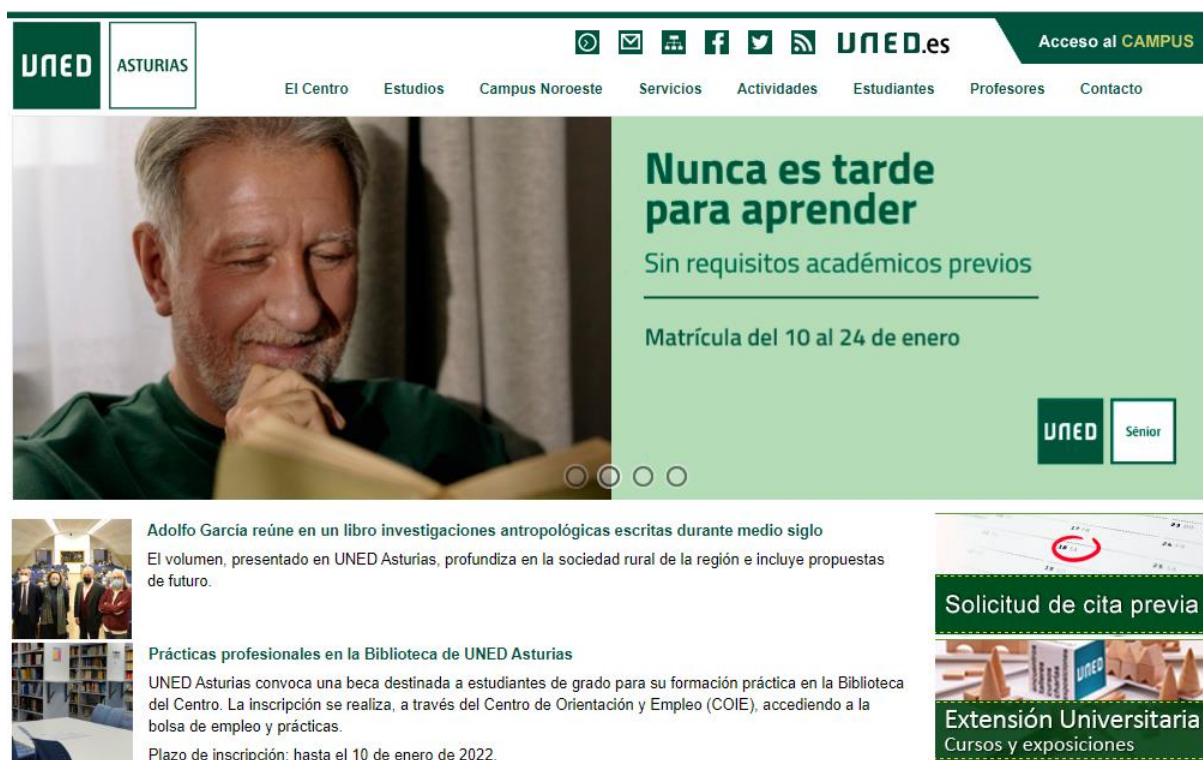 UNED
ASTURIAS
UNED.es
Acceso al CAMPUS
El Centro Estudios Campus Noroeste Servicios Actividades Estudiantes Profesores Contacto
Nunca es tarde
para aprender
Sin requisitos académicos previos
Matrícula del 10 al 24 de enero
UNED
Sénior
Adolfo García reúne en un libro investigaciones antropológicas escritas durante medio siglo
El volumen, presentado en UNED Asturias, profundiza en la sociedad rural de la región e incluye propuestas
de futuro.
Prácticas profesionales en la Biblioteca de UNED Asturias
UNED Asturias convoca una beca destinada a estudiantes de grado para su formación práctica en la Biblioteca
del Centro. La inscripción se realiza, a través del Centro de Orientación y Empleo (COIE), accediendo a la
bolsa de empleo y prácticas.
Plazo de inscripción: hasta el 10 de enero de 2022.
Solicitud de cita previa
UNED
Extensión Universitaria
Cursos y exposiciones